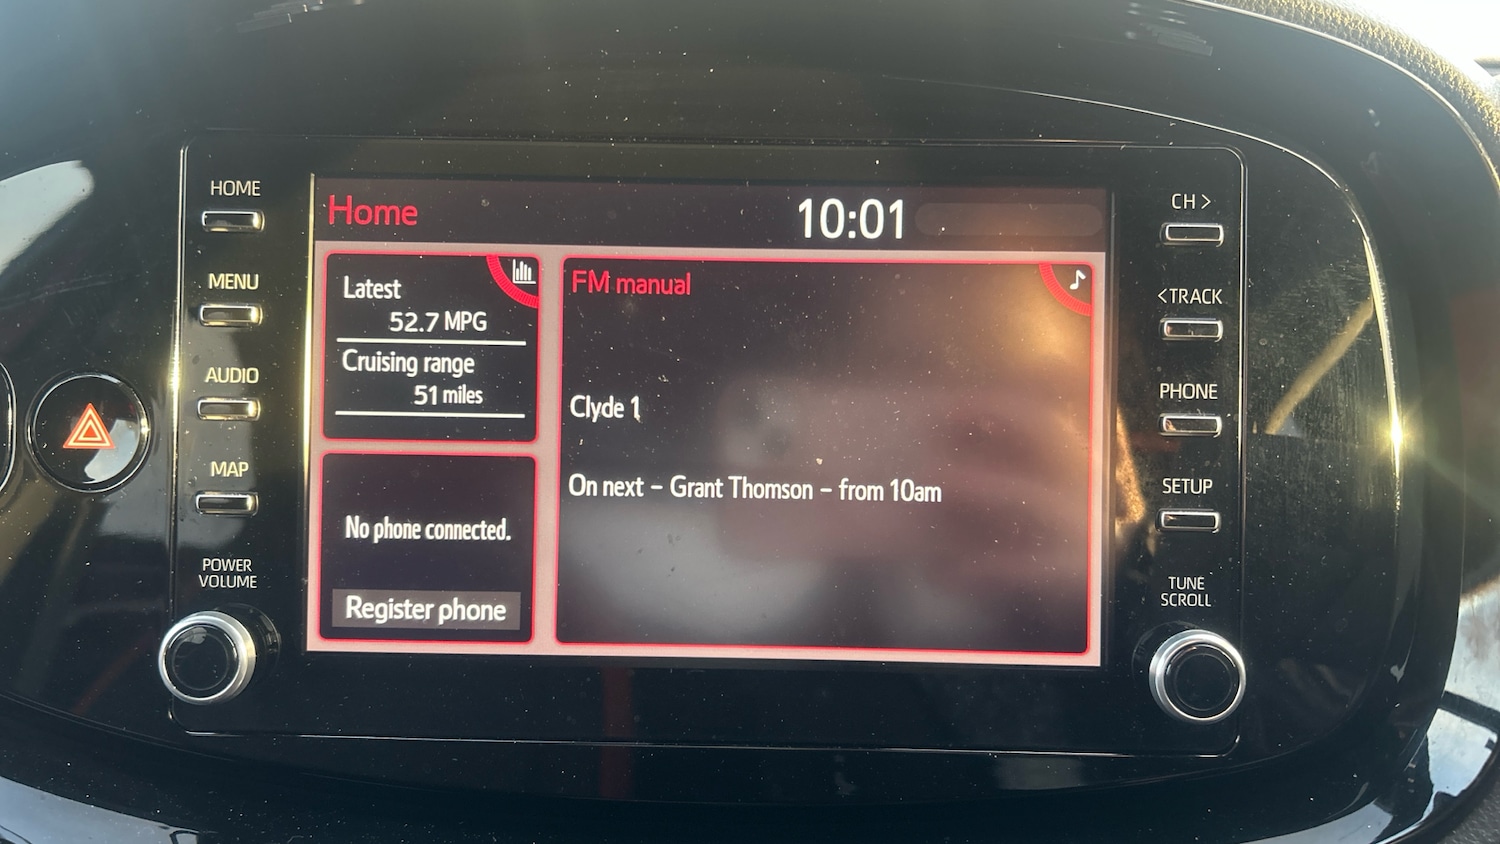 HOME
MENU
AUDIO
MAP
POWER
VOLUME
Home
10:01
Latest
52.7 MPG
Cruising range
51 miles
No phone connected.
Register phone
FM manual
Clyde 1
On next – Grant Thomson – from 10am
CH >
<TRACK
PHONE
SETUP
TUNE
SCROLL